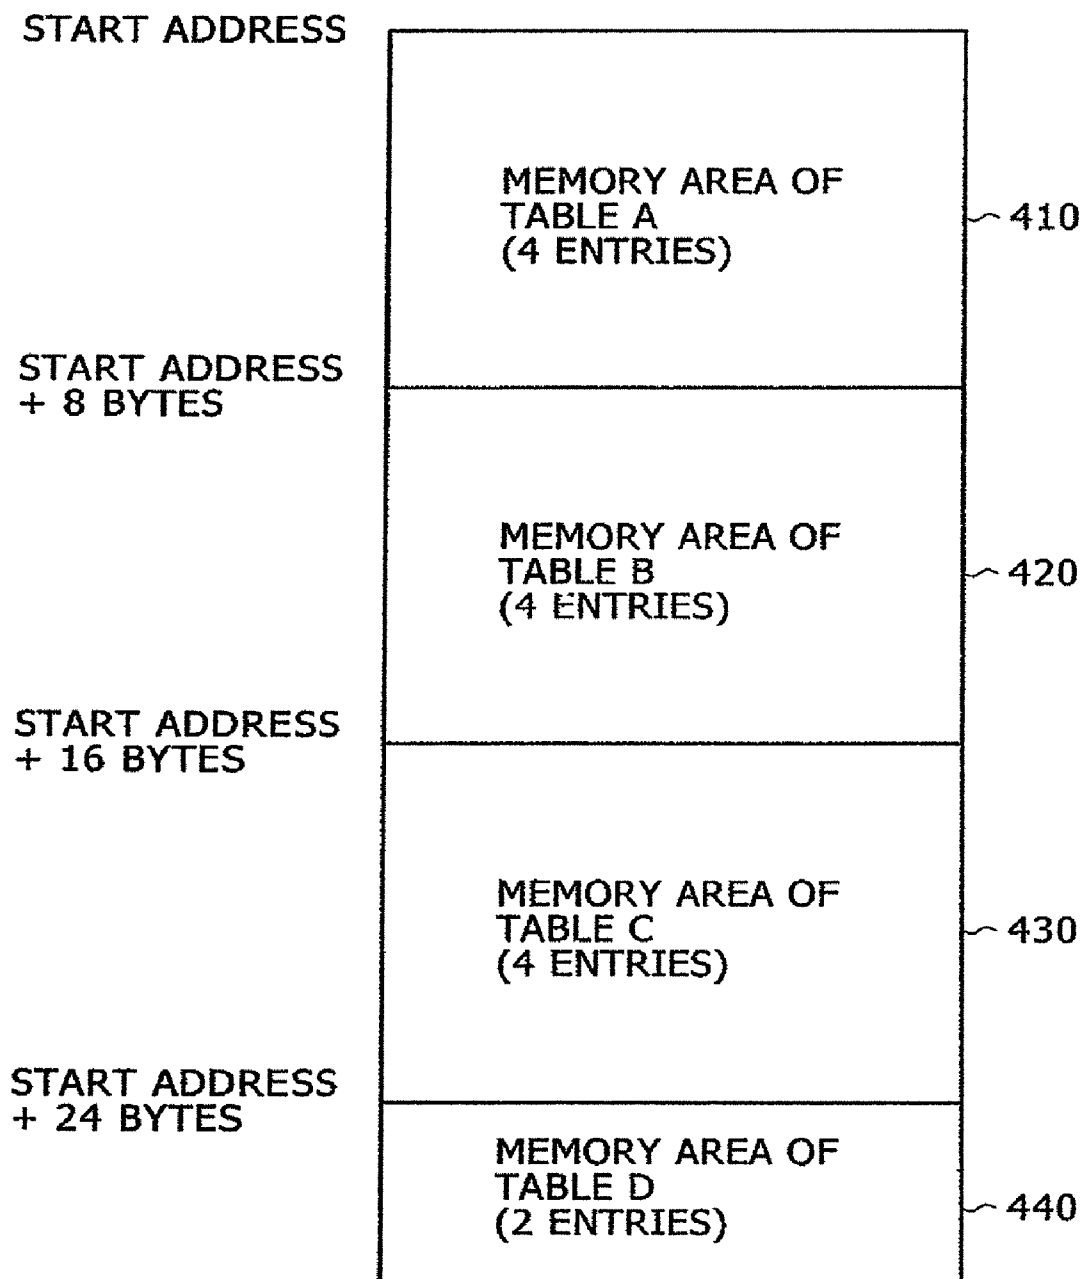 START ADDRESS
MEMORY AREA OF
TABLE A
(4 ENTRIES)
410
START ADDRESS
+ 8 BYTES
MEMORY AREA OF
TABLE B
(4 ENTRIES)
420
START ADDRESS
+ 16 BYTES
MEMORY AREA OF
TABLE C
(4 ENTRIES)
430
START ADDRESS
+ 24 BYTES
MEMORY AREA OF
TABLE D
(2 ENTRIES)
440